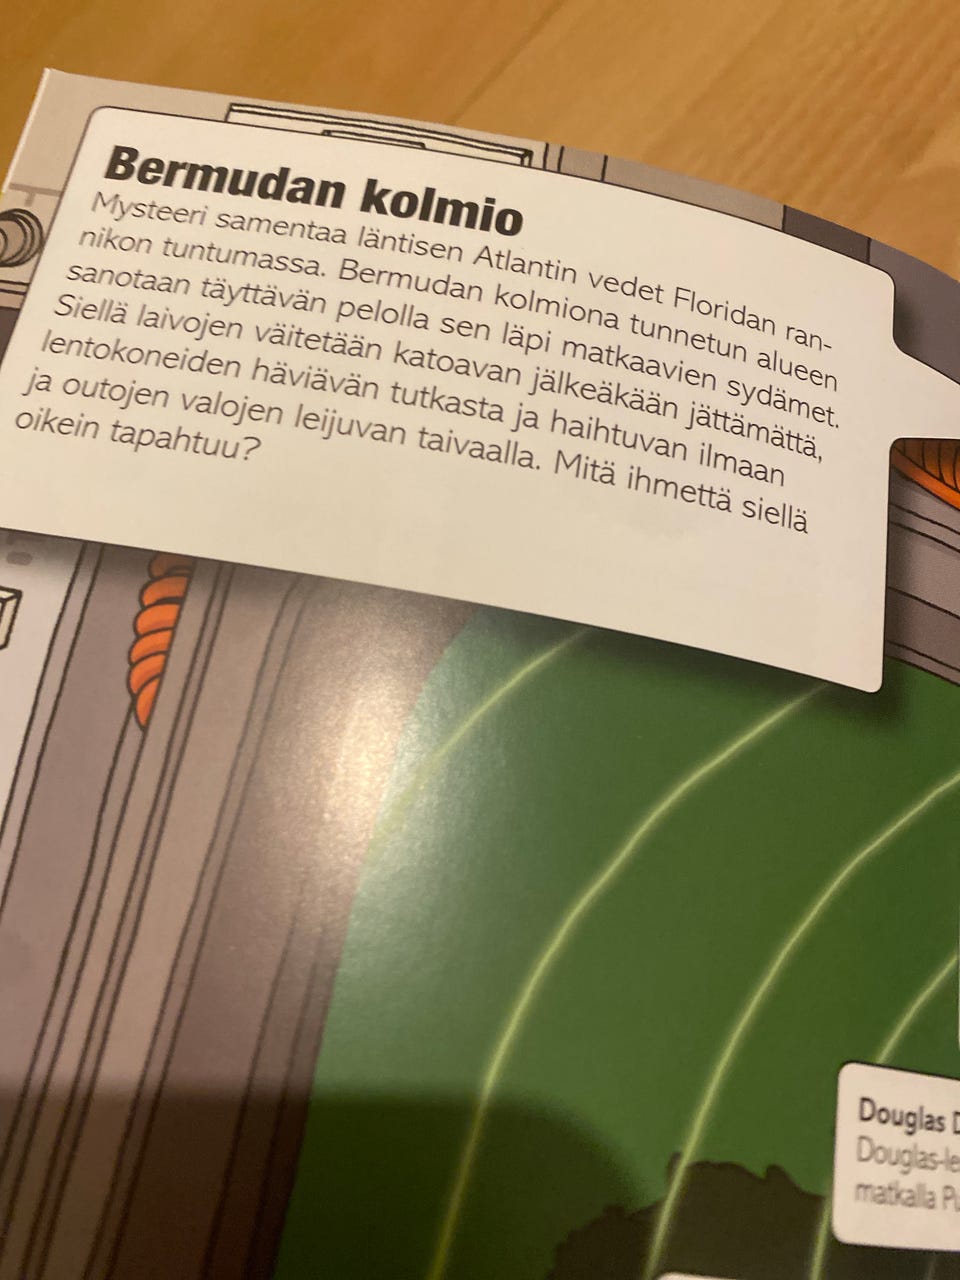 Bermudan kolmio
Mysteeri samentaa läntisen Atlantin vedet Floridan ran-
nikon tuntumassa. Bermudan kolmiona tunnetun alueen
sanotaan täyttävän pelolla sen läpi matkaavien sydämet.
Siellä laivojen väitetään katoavan jälkeäkään jättämättä,
lentokoneiden häviävän tutkasta ja haihtuvan ilmaan
ja outojen valojen leijuvan taivaalla. Mitä ihmettä siellä
oikein tapahtuu?
Douglas
matkalla